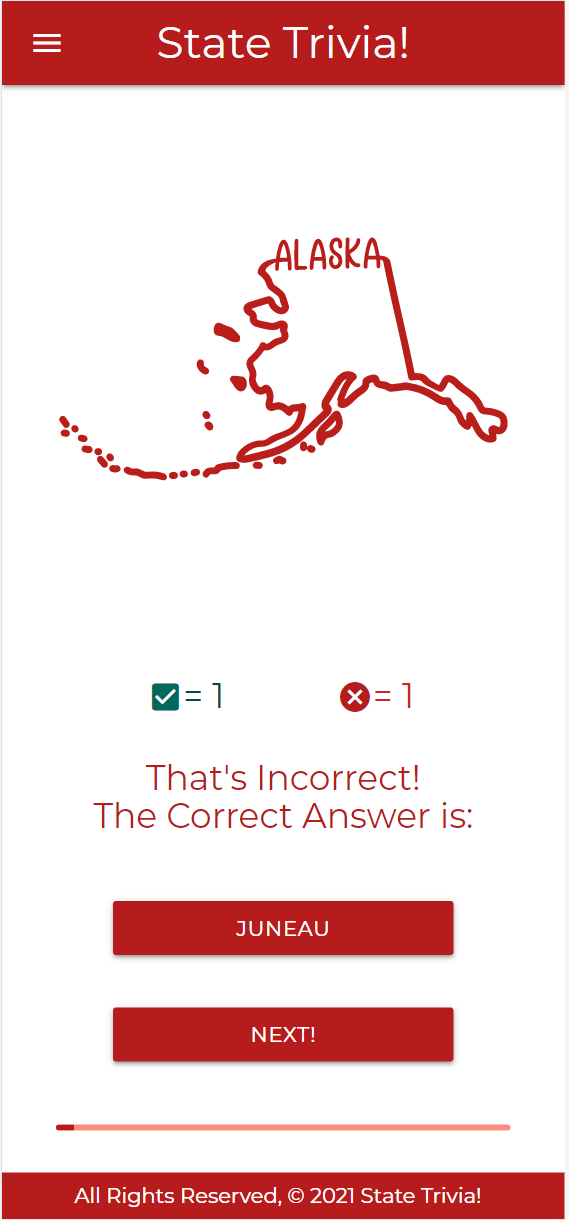 State Trivia!
ALASKA
= 1
= 1
That's Incorrect!
The Correct Answer is:
JUNEAU
NEXT!
All Rights Reserved, © 2021 State Trivia!